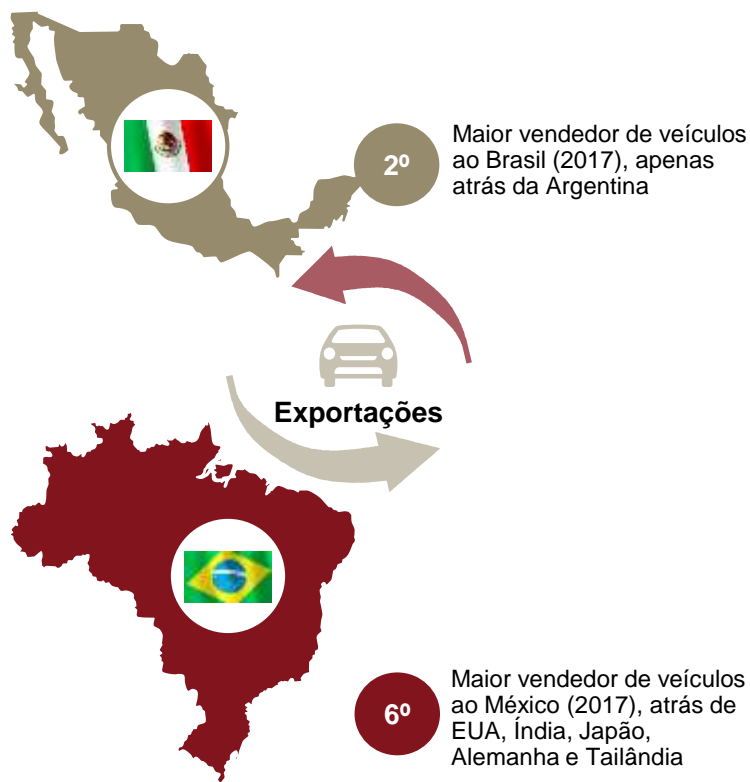 2º
Maior vendedor de veículos
ao Brasil (2017), apenas
atrás da Argentina
Exportações
6º
Maior vendedor de veículos
ao México (2017), atrás de
EUA, Índia, Japão,
Alemanha e Tailândia